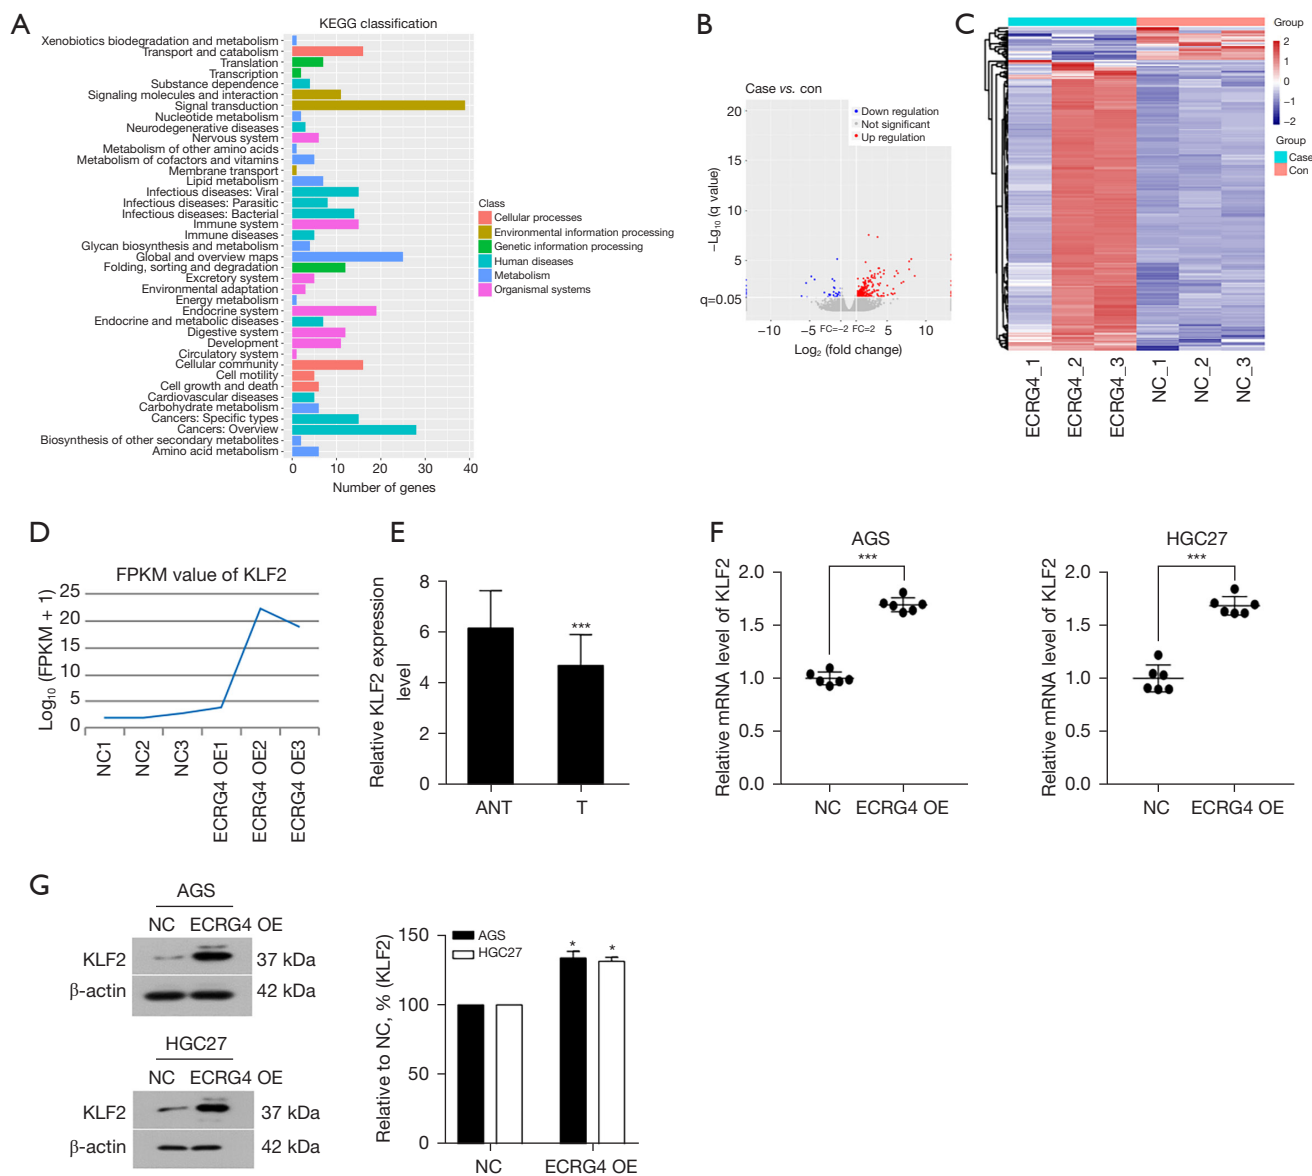 A
KEGG classification
Xenobiotics biodegradation and metabolism
Transport and catabolism
Translation
Transcription
Substance dependence
Signaling molecules and interaction
Signal transduction
Nucleotide metabolism
Neurodegenerative diseases
Nervous system
Metabolism of other amino acids
Metabolism of cofactors and vitamins
Membrane transport
Lipid metabolism
Infectious diseases: Viral
Infectious diseases: Parasitic
Infectious diseases: Bacterial
Immune system
Immune diseases
Glycan biosynthesis and metabolism
Global and overview maps
Folding, sorting and degradation
Excretory system
Environmental adaptation
Energy metabolism
Endocrine system
Endocrine and metabolic diseases
Digestive system
Development
Circulatory system
Cellular community
Cell motility
Cell growth and death
Cardiovascular diseases
Carbohydrate metabolism
Cancers: Specific types
Cancers: Overview
Biosynthesis of other secondary metabolites
Amino acid metabolism
0 10 20 30 40
Number of genes
Class
Cellular processes
Environmental information processing
Genetic information processing
Human diseases
Metabolism
Organismal systems
B
Case vs. con
Down regulation
Not significant
Up regulation
20
15
10
5
q=0.05
−Lg₁₀ (q value)
−10 −5 FC=−2 FC=2 5 10
Log₂ (fold change)
C
Group
2
1
0
−1
−2
Group
Case
Con
ECRG4_1
ECRG4_2
ECRG4_3
NC_1
NC_2
NC_3
D
FPKM value of KLF2
Log₁₀ (FPKM + 1)
25
20
15
10
5
0
NC1
NC2
NC3
ECRG4 OE1
ECRG4 OE2
ECRG4 OE3
E
Relative KLF2 expression
level
8
6
4
2
0
***
ANT T
F
AGS
***
Relative mRNA level of KLF2
2.0
1.5
1.0
0.5
0.0
NC ECRG4 OE
HGC27
***
Relative mRNA level of KLF2
2.0
1.5
1.0
0.5
0.0
NC ECRG4 OE
G
AGS
NC ECRG4 OE
KLF2 37 kDa
β-actin 42 kDa
HGC27
NC ECRG4 OE
KLF2 37 kDa
β-actin 42 kDa
Relative to NC, % (KLF2)
150
100
50
0
AGS
HGC27
* *
NC ECRG4 OE